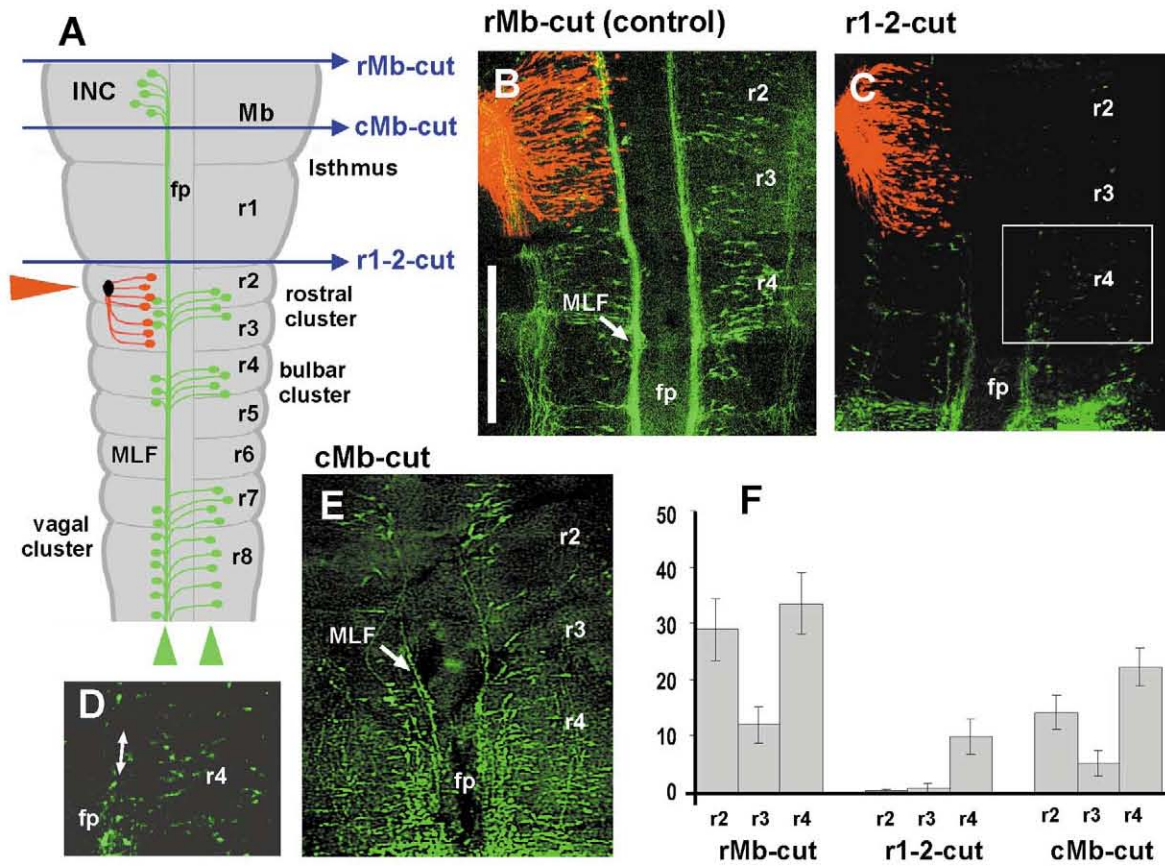 A
rMb-cut
INC
Mb
cMb-cut
Isthmus
fp
r1
r1-2-cut
r2
rostral
cluster
r3
r4
bulbar
cluster
r5
MLF
r6
r7
vagal
cluster
r8
rMb-cut (control)
B
r2
r3
r4
MLF
fp
r1-2-cut
C
r2
r3
r4
fp
D
r4
fp
cMb-cut
E
r2
r3
MLF
r4
fp
F
50
40
30
20
10
0
r2 r3 r4 r2 r3 r4 r2 r3 r4
rMb-cut r1-2-cut cMb-cut